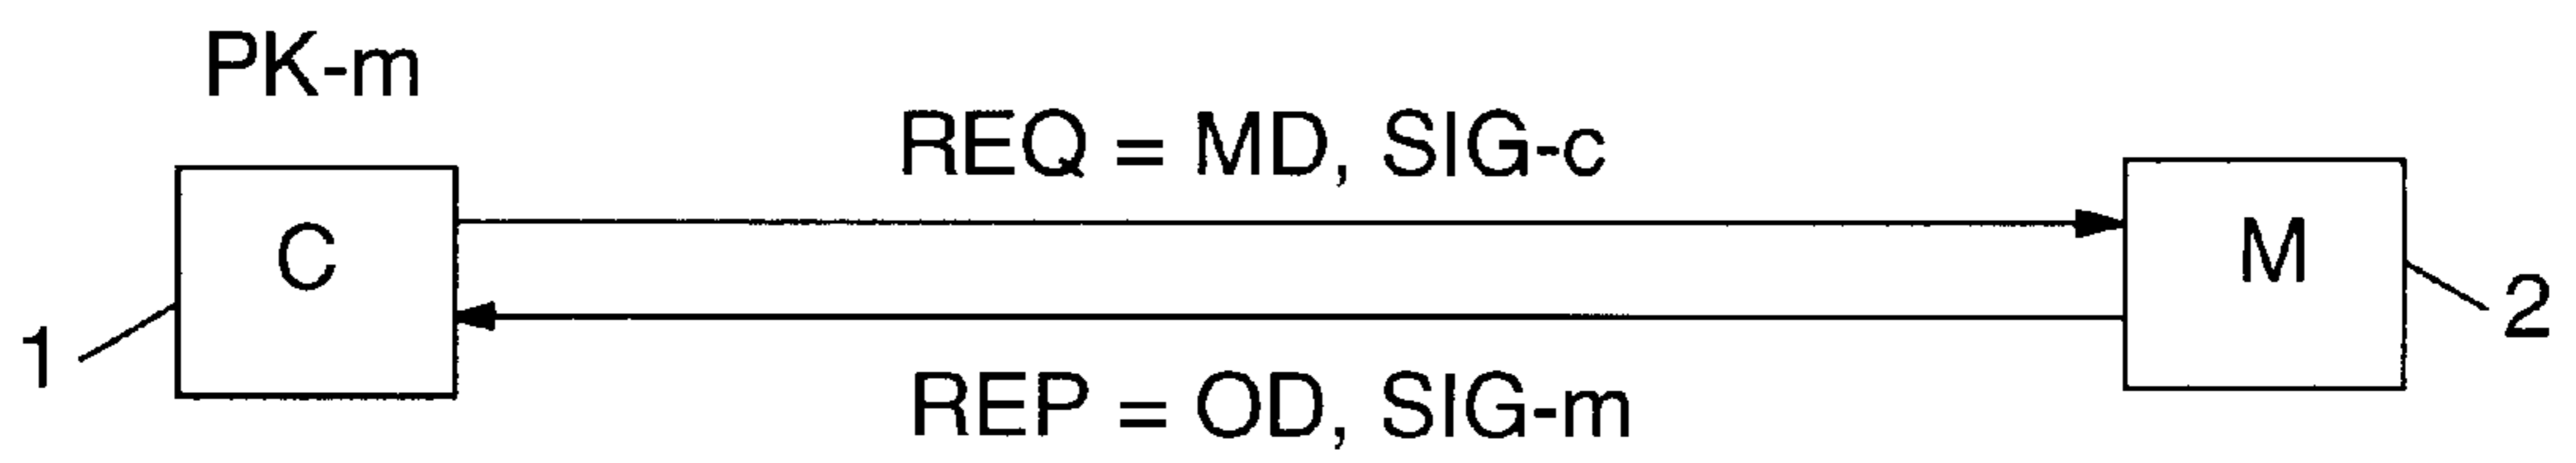 PK-m
REQ = MD, SIG-c
C
M
1
2
REP = OD, SIG-m